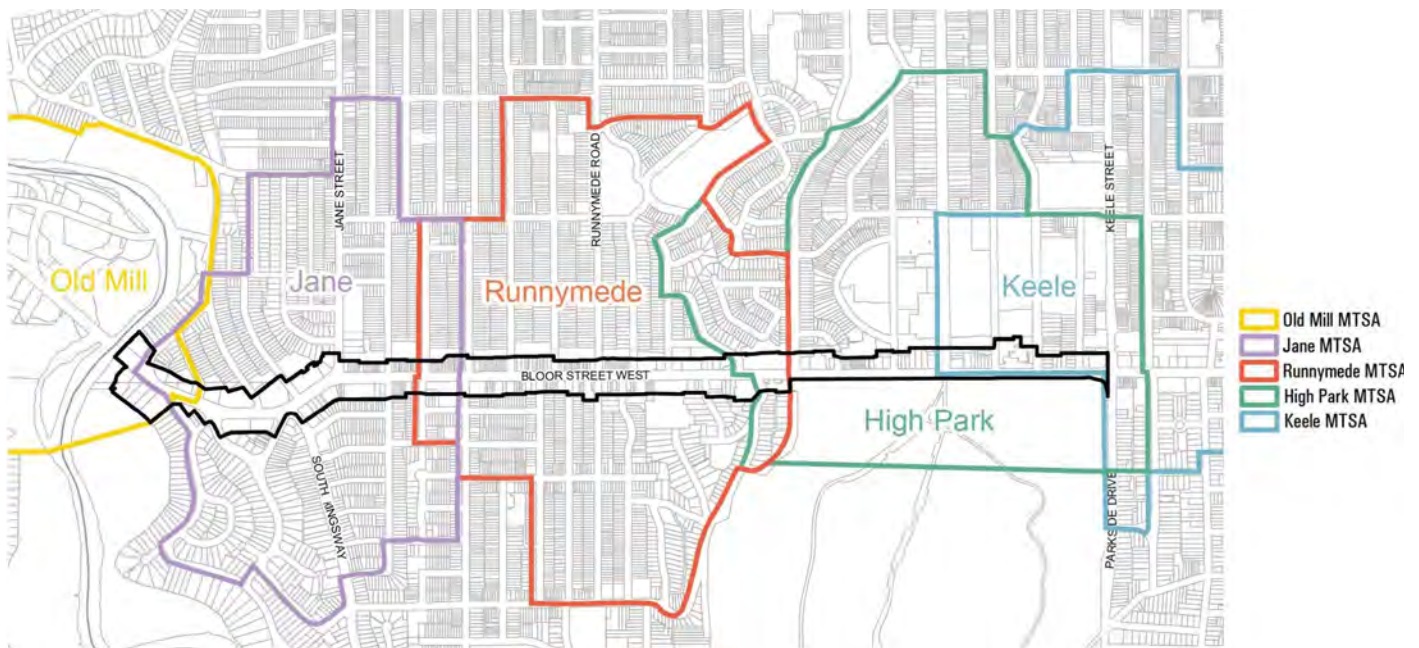 JANE STREET
RUNNYMEDE ROAD
KEELE STREET
Old Mill
Jane
Runnymede
Keele
BLOOR STREET WEST
High Park
SOUTH KINGSWAY
PARKSIDE DRIVE
Old Mill MTSA
Jane MTSA
Runnymede MTSA
High Park MTSA
Keele MTSA